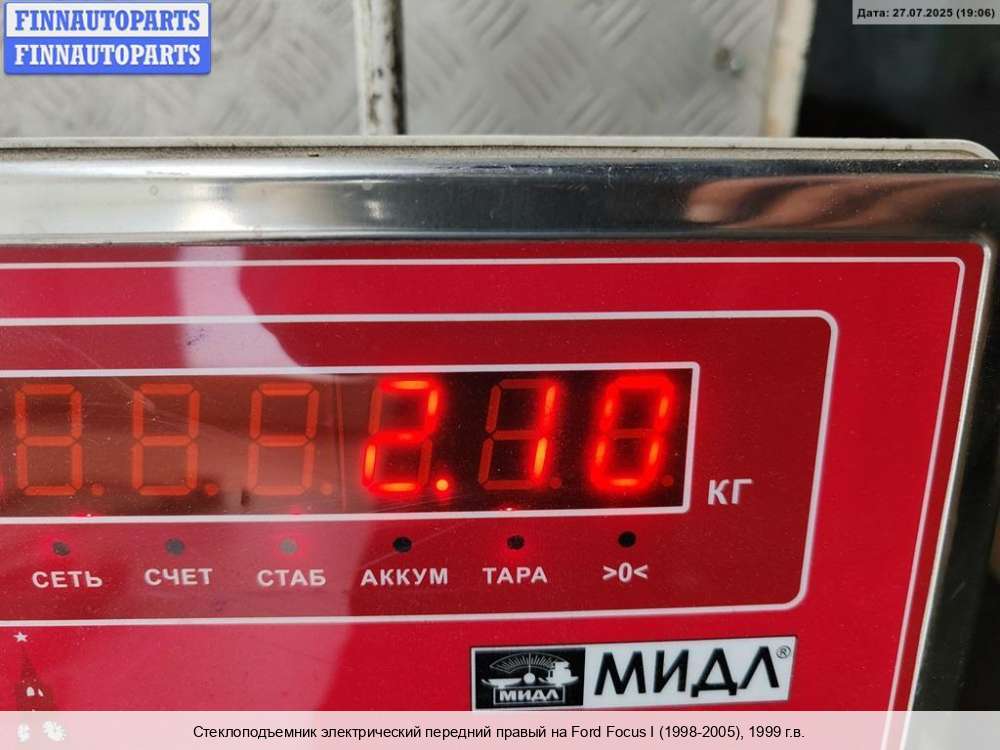 FINNAUTOPARTS
FINNAUTOPARTS
Дата: 27.07.2025 (19:06)
2.10
КГ
СЕТЬ СЧЕТ СТАБ АККУМ ТАРА >0<
МИДЛ МИДЛ®
Стеклоподъемник электрический передний правый на Ford Focus I (1998-2005), 1999 г.в.